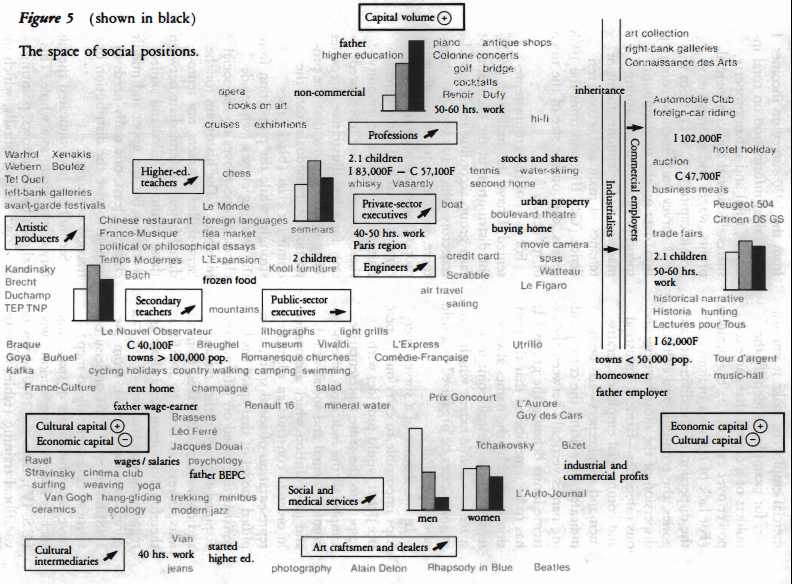 Figure 5 (shown in black)
The space of social positions.
Capital volume +
father
higher education
piano antique shops
Colonne concerts
golf bridge
cocktails
Renoir Dufy
50-60 hrs. work
opera
non-commercial
books on art
cruises exhibitions
hi-fi
inheritance
art collection
right-bank galleries
Connaissance des Arts
Automobile Club
foreign-car riding
I 102,000F
hotel holiday
auction
C 47,700F
business meals
Peugeot 504
Citroen DS GS
trade fairs
Industrialists
Commercial employers
2.1 children
50-60 hrs.
work
historical narrative
Historia hunting
Lectures pour Tous
I 62,000F
Professions
2.1 children
I 83,000F – C 57,100F
whisky Vasarely
stocks and shares
tennis water-skiing
second home
Private-sector
executives
boat
urban property
boulevard theatre
buying home
40-50 hrs. work
Paris region
Engineers
credit card
movie camera
spas
Watteau
Scrabble
Le Figaro
air travel
sailing
Warhol Xenakis
Webern Boulez
Tel Quel
left-bank galleries
avant-garde festivals
Higher-ed.
teachers
chess
Artistic
producers
Le Monde
Chinese restaurant foreign languages
France-Musique flea market
political or philosophical essays
Temps Modernes L'Expansion
seminars
2 children
Knoll furniture
Kandinsky
Brecht
Duchamp
TEP TNP
Bach
frozen food
Secondary
teachers
mountains
Public-sector
executives
Le Nouvel Observateur lithographs light grills
Braque
C 40,100F
Breughel museum Vivaldi L'Express Utrillo
Goya Buñuel
towns > 100,000 pop.
Romanesque churches Comédie-Française
towns < 50,000 pop.
Tour d'argent
Kafka
cycling holidays country walking camping swimming
homeowner
music-hall
France-Culture
rent home
champagne salad
father employer
father wage-earner
Renault 16 mineral water Prix Goncourt
L'Aurore
Guy des Cars
Cultural capital +
Economic capital −
Brassens
Léo Ferré
Jacques Douai
Economic capital +
Cultural capital −
Tchaikovsky Bizet
Ravel
wages/salaries
psychology
industrial and
commercial profits
Stravinsky cinema club
father BEPC
surfing weaving yoga
Van Gogh hang-gliding trekking minibus
ceramics ecology modern jazz
Social and
medical services
L'Auto-Journal
men women
Vian
Cultural
intermediaries
40 hrs. work
started
higher ed.
jeans
Art craftsmen and dealers
photography Alain Delon Rhapsody in Blue Beatles